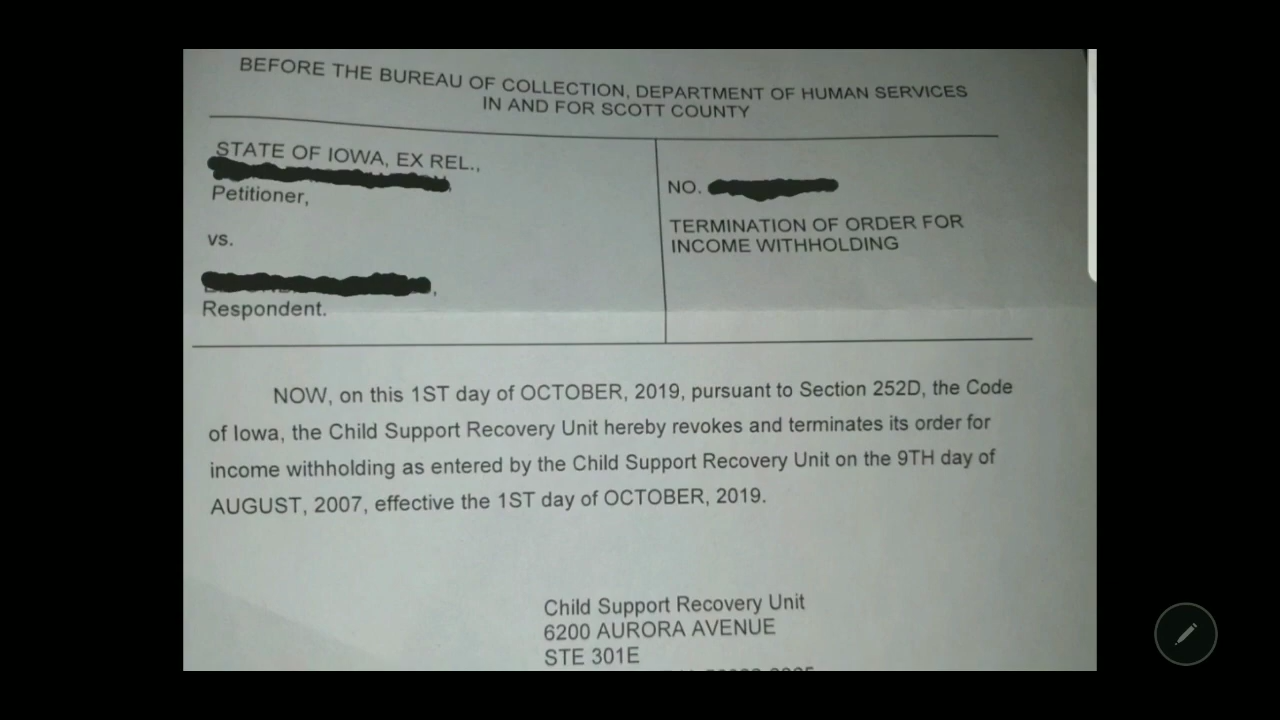 BEFORE THE BUREAU OF COLLECTION, DEPARTMENT OF HUMAN SERVICES
IN AND FOR SCOTT COUNTY
STATE OF IOWA, EX REL.,
Petitioner,
vs.
Respondent.
NO.
TERMINATION OF ORDER FOR
INCOME WITHHOLDING
NOW, on this 1ST day of OCTOBER, 2019, pursuant to Section 252D, the Code
of Iowa, the Child Support Recovery Unit hereby revokes and terminates its order for
income withholding as entered by the Child Support Recovery Unit on the 9TH day of
AUGUST, 2007, effective the 1ST day of OCTOBER, 2019.
Child Support Recovery Unit
6200 AURORA AVENUE
STE 301E